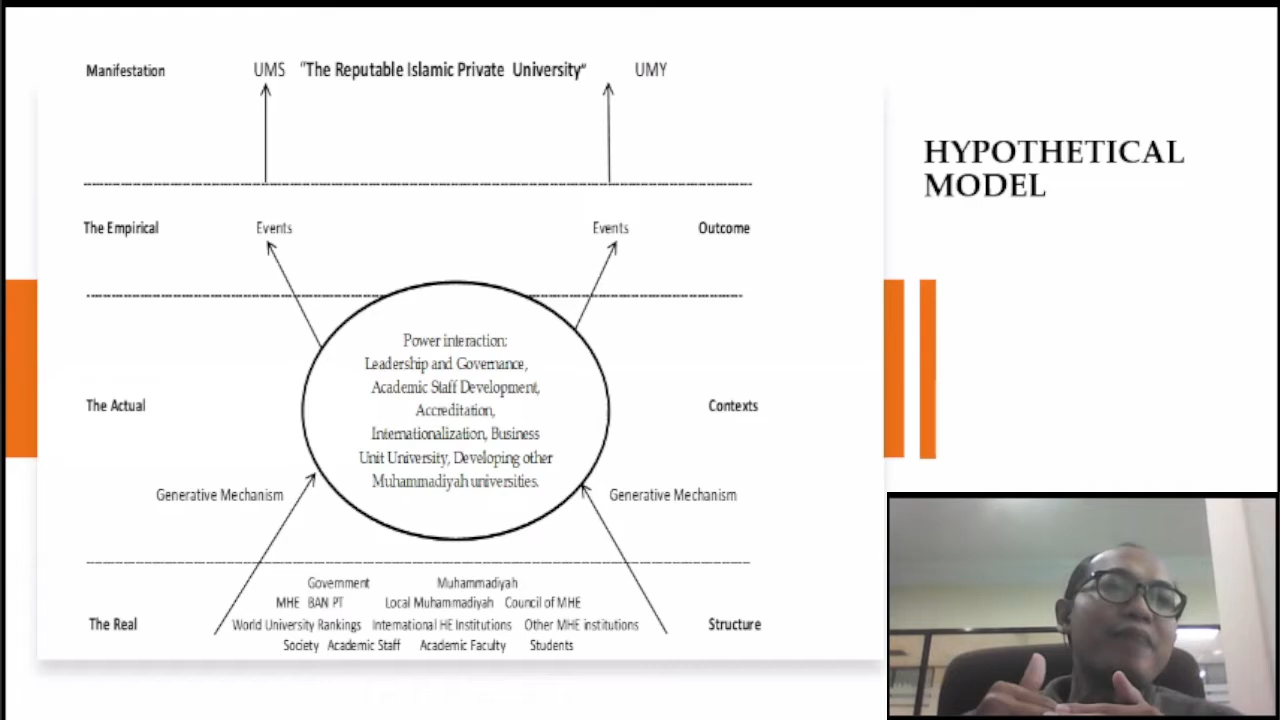 Manifestation UMS "The Reputable Islamic Private University" UMY
HYPOTHETICAL
MODEL
The Empirical Events Events Outcome
Power interaction:
Leadership and Governance,
Academic Staff Development,
The Actual Accreditation, Contexts
Internationalization, Business
Unit University, Developing other
Muhammadiyah universities.
Generative Mechanism Generative Mechanism
Government Muhammadiyah
MHE BAN PT Local Muhammadiyah Council of MHE
The Real World University Rankings International HE Institutions Other MHE institutions Structure
Society Academic Staff Academic Faculty Students